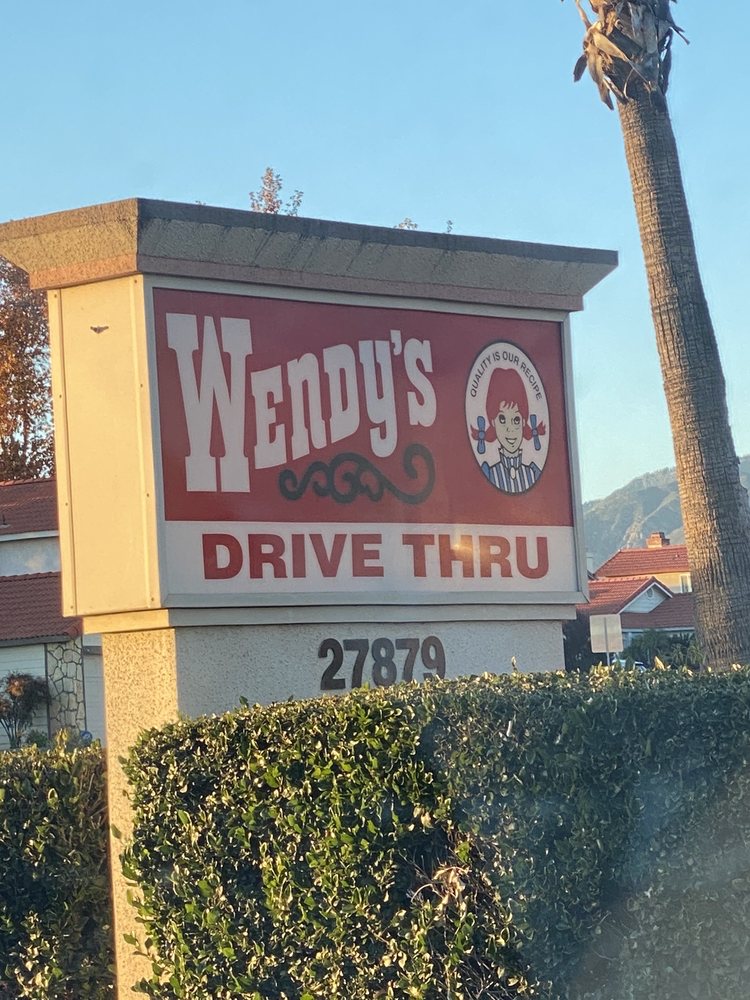 Wendy's
QUALITY IS OUR RECIPE
DRIVE THRU
27879